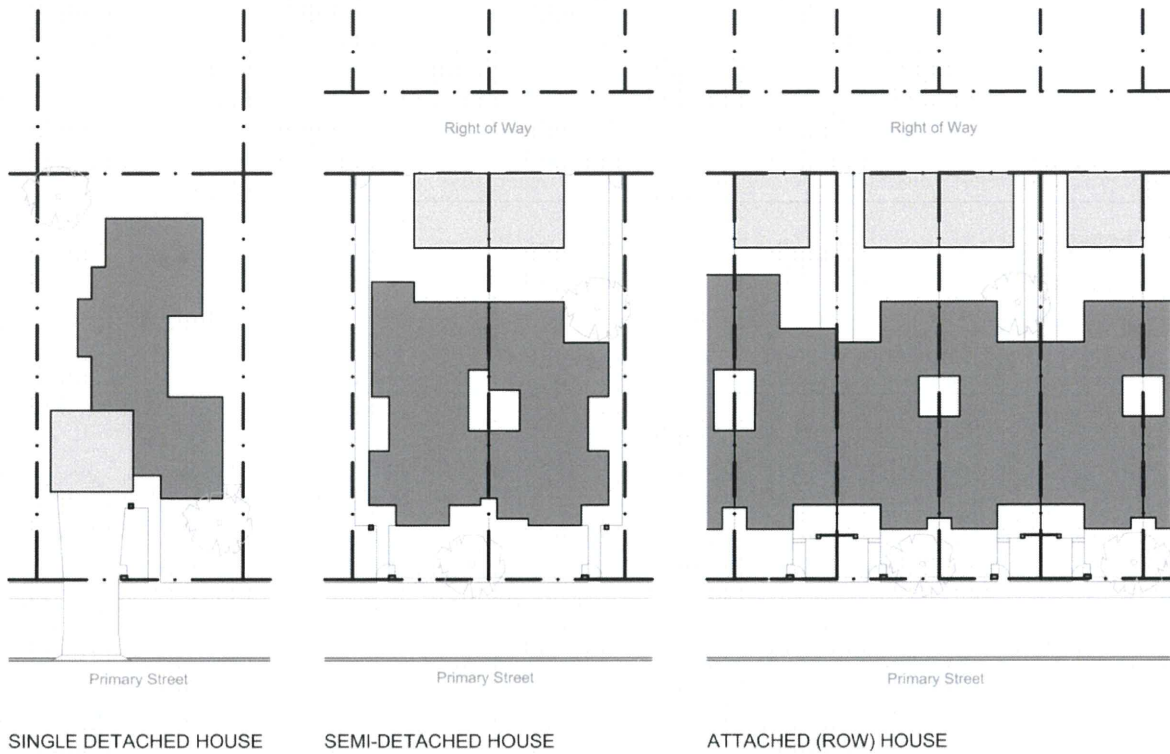 Right of Way
Right of Way
Primary Street
Primary Street
Primary Street
SINGLE DETACHED HOUSE
SEMI-DETACHED HOUSE
ATTACHED (ROW) HOUSE